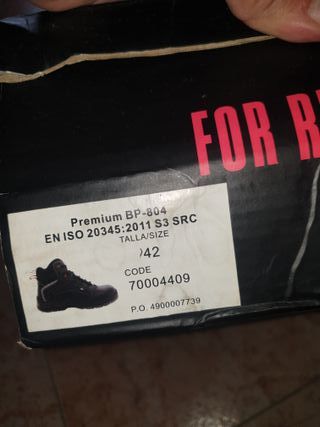 FOR
Premium BP-804
EN ISO 20345:2011 S3 SRC
TALLA/SIZE
42
CODE
70004409
P.O. 4900007739